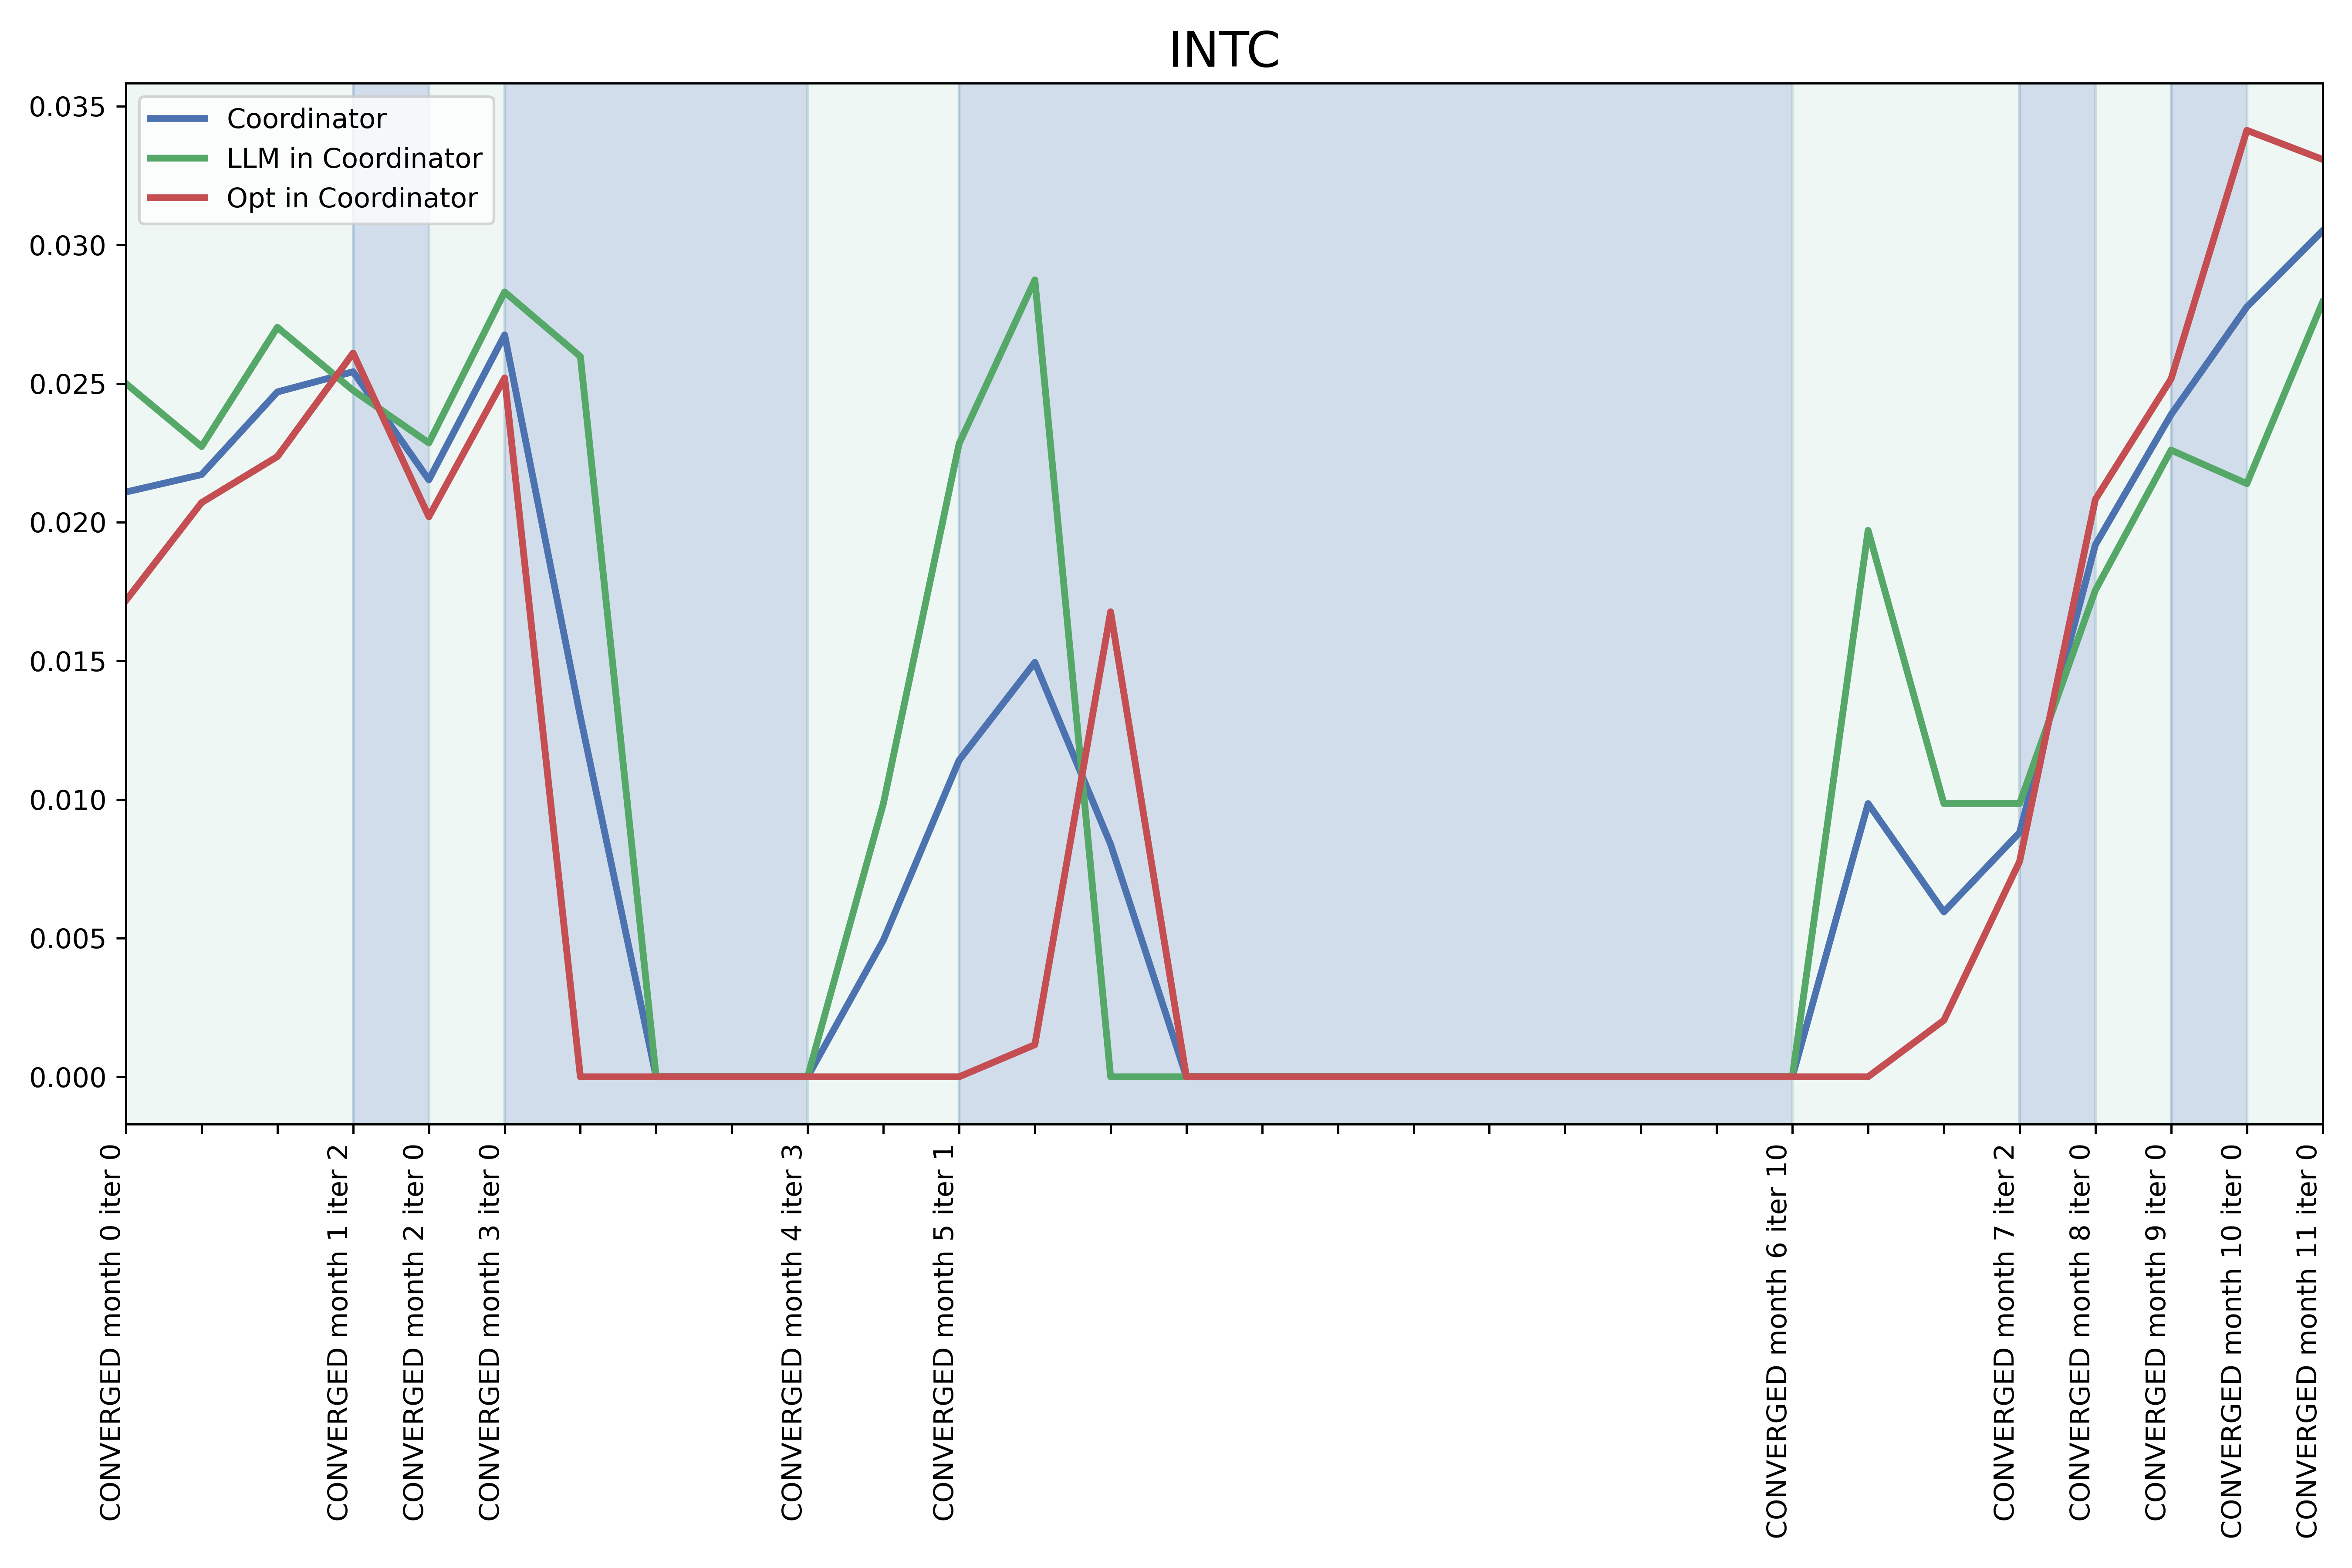 INTC
0.035
0.030
0.025
0.020
0.015
0.010
0.005
0.000
Coordinator
LLM in Coordinator
Opt in Coordinator
CONVERGED month 0 iter 0
CONVERGED month 1 iter 2
CONVERGED month 2 iter 0
CONVERGED month 3 iter 0
CONVERGED month 4 iter 3
CONVERGED month 5 iter 1
CONVERGED month 6 iter 10
CONVERGED month 7 iter 2
CONVERGED month 8 iter 0
CONVERGED month 9 iter 0
CONVERGED month 10 iter 0
CONVERGED month 11 iter 0